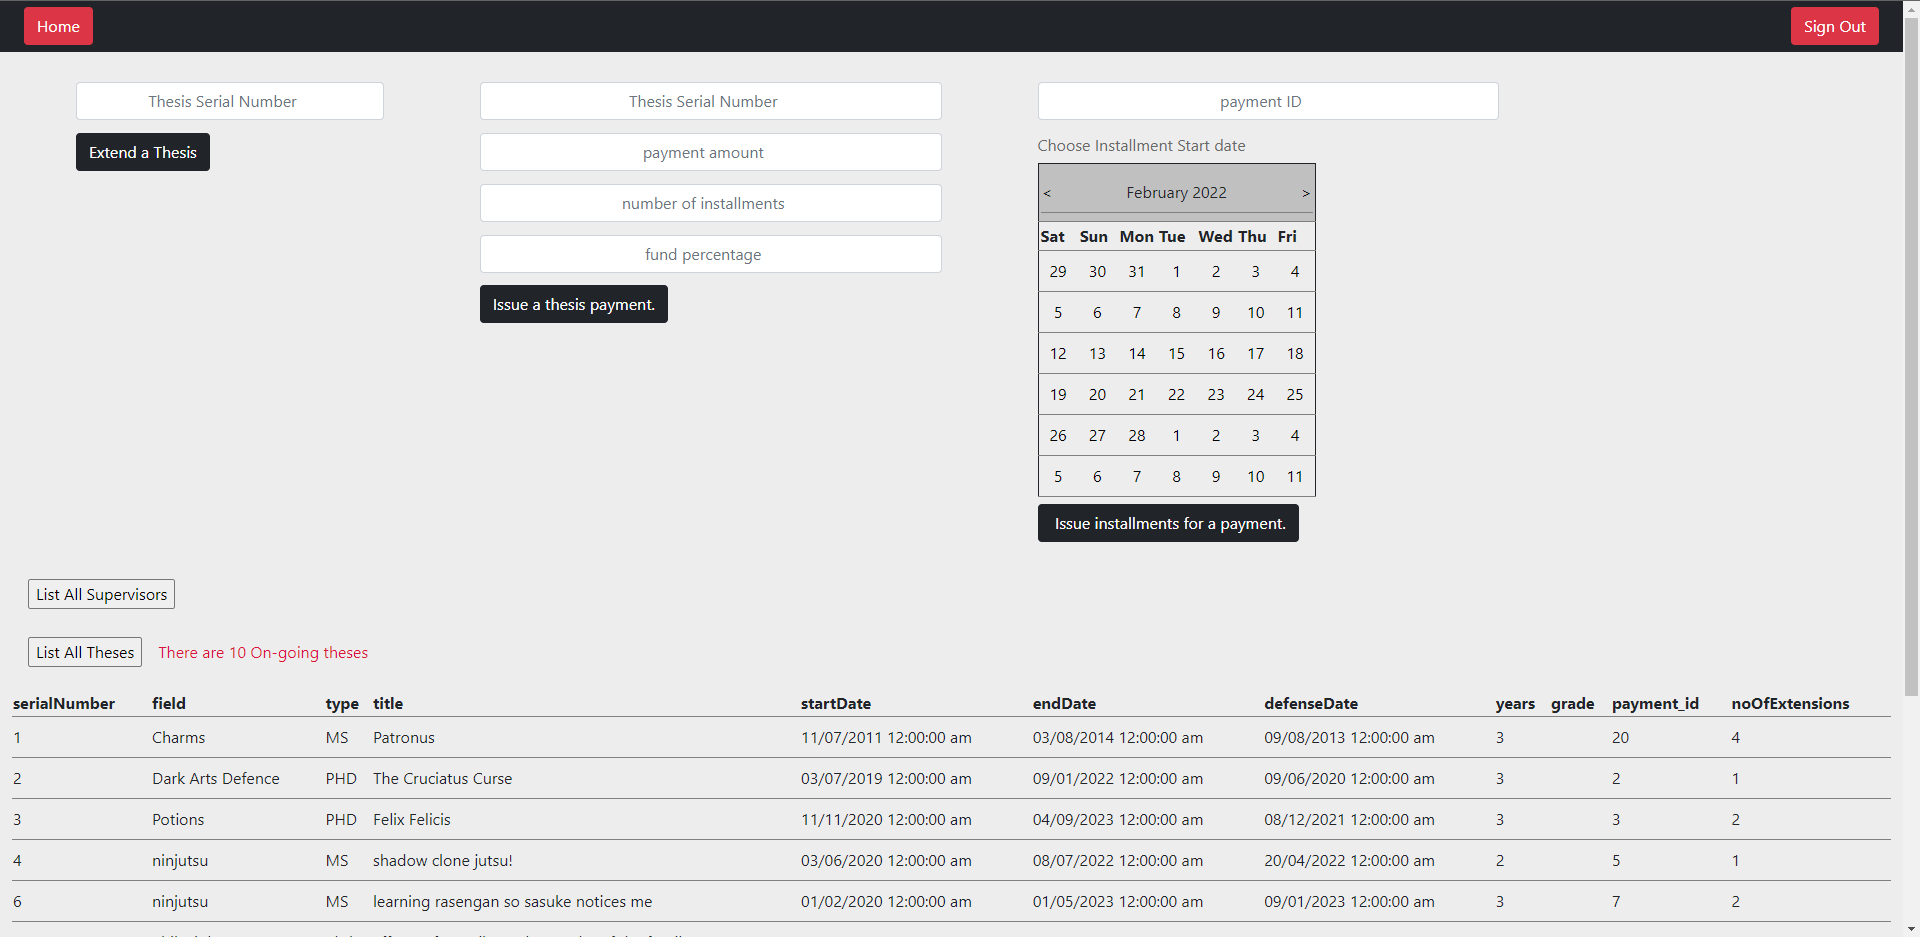 Home
Sign Out
Thesis Serial Number
Extend a Thesis
Thesis Serial Number
payment amount
number of installments
fund percentage
Issue a thesis payment.
payment ID
Choose Installment Start date
< February 2022 >
Sat Sun Mon Tue Wed Thu Fri
29 30 31 1 2 3 4
5 6 7 8 9 10 11
12 13 14 15 16 17 18
19 20 21 22 23 24 25
26 27 28 1 2 3 4
5 6 7 8 9 10 11
Issue installments for a payment.
List All Supervisors
List All Theses There are 10 On-going theses
serialNumber field type title startDate endDate defenseDate years grade payment_id noOfExtensions
1 Charms MS Patronus 11/07/2011 12:00:00 am 03/08/2014 12:00:00 am 09/08/2013 12:00:00 am 3 20 4
2 Dark Arts Defence PHD The Cruciatus Curse 03/07/2019 12:00:00 am 09/01/2022 12:00:00 am 09/06/2020 12:00:00 am 3 2 1
3 Potions PHD Felix Felicis 11/11/2020 12:00:00 am 04/09/2023 12:00:00 am 08/12/2021 12:00:00 am 3 3 2
4 ninjutsu MS shadow clone jutsu! 03/06/2020 12:00:00 am 08/07/2022 12:00:00 am 20/04/2022 12:00:00 am 2 5 1
6 ninjutsu MS learning rasengan so sasuke notices me 01/02/2020 12:00:00 am 01/05/2023 12:00:00 am 09/01/2023 12:00:00 am 3 7 2